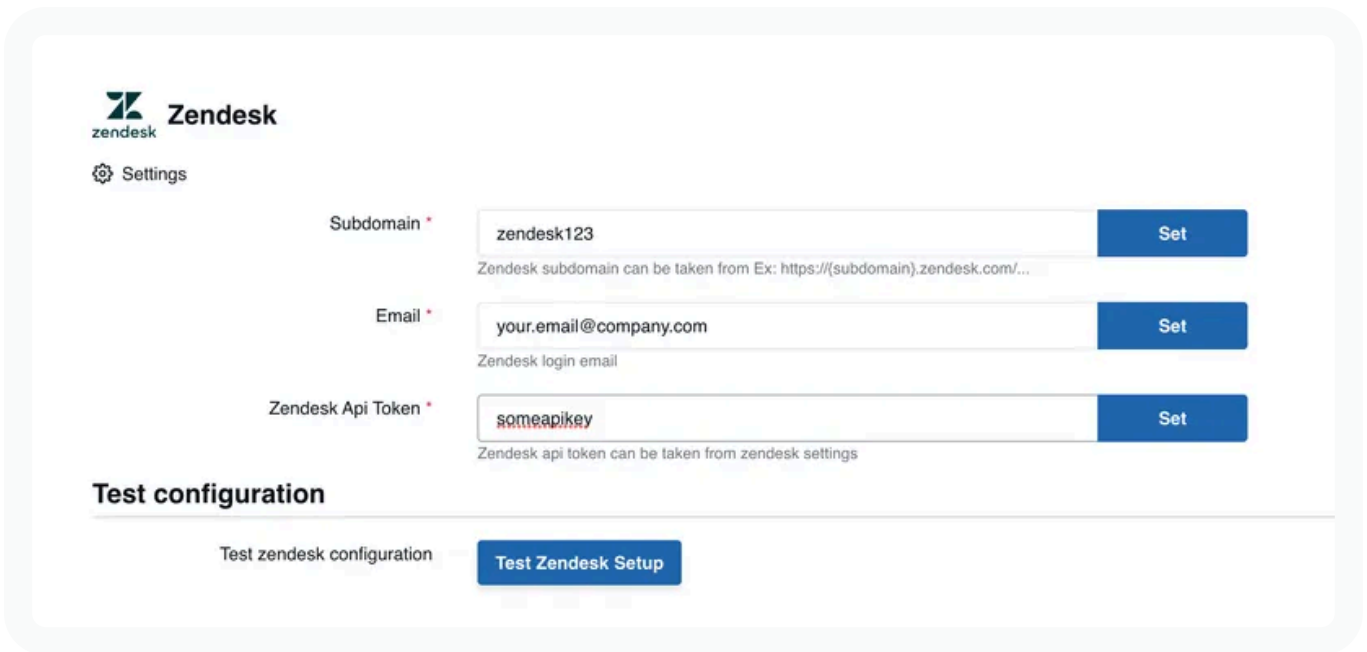 zendesk
Zendesk
Settings
Subdomain *
zendesk123
Set
Zendesk subdomain can be taken from Ex: https://{subdomain}.zendesk.com/...
Email *
your.email@company.com
Set
Zendesk login email
Zendesk Api Token *
someapikey
Set
Zendesk api token can be taken from zendesk settings
Test configuration
Test zendesk configuration
Test Zendesk Setup